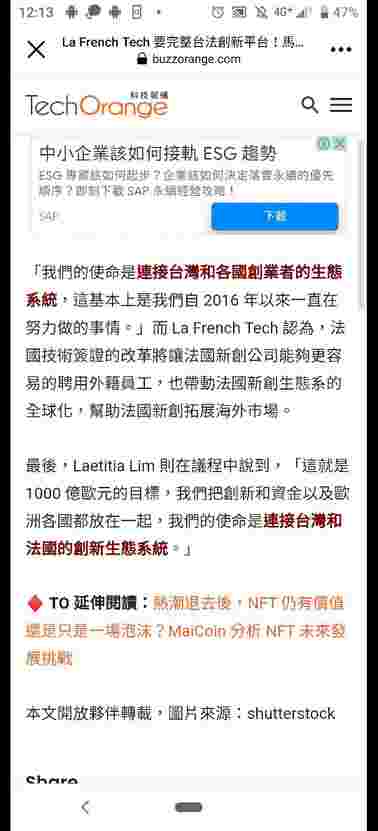 12:13
4G+
47%
La French Tech 要完整台法創新平台！馬...
buzzorange.com
科技報橘
TechOrange
中小企業該如何接軌 ESG 趨勢
ESG 專案該如何起步？企業該如何決定落實永續的優先
順序？即刻下載 SAP 永續經營攻略！
SAP
下載
「我們的使命是連接台灣和各國創業者的生態
系統，這基本上是我們自 2016 年以來一直在
努力做的事情。」而 La French Tech 認為，法
國技術簽證的改革將讓法國新創公司能夠更容
易的聘用外籍員工，也帶動法國新創生態系的
全球化，幫助法國新創拓展海外市場。
最後，Laetitia Lim 則在議程中說到，「這就是
1000 億歐元的目標，我們把創新和資金以及歐
洲各國都放在一起，我們的使命是連接台灣和
法國的創新生態系統。」
TO 延伸閱讀：熱潮退去後，NFT 仍有價值
還是只是一場泡沫？MaiCoin 分析 NFT 未來發
展挑戰
本文開放夥伴轉載，圖片來源：shutterstock
Share